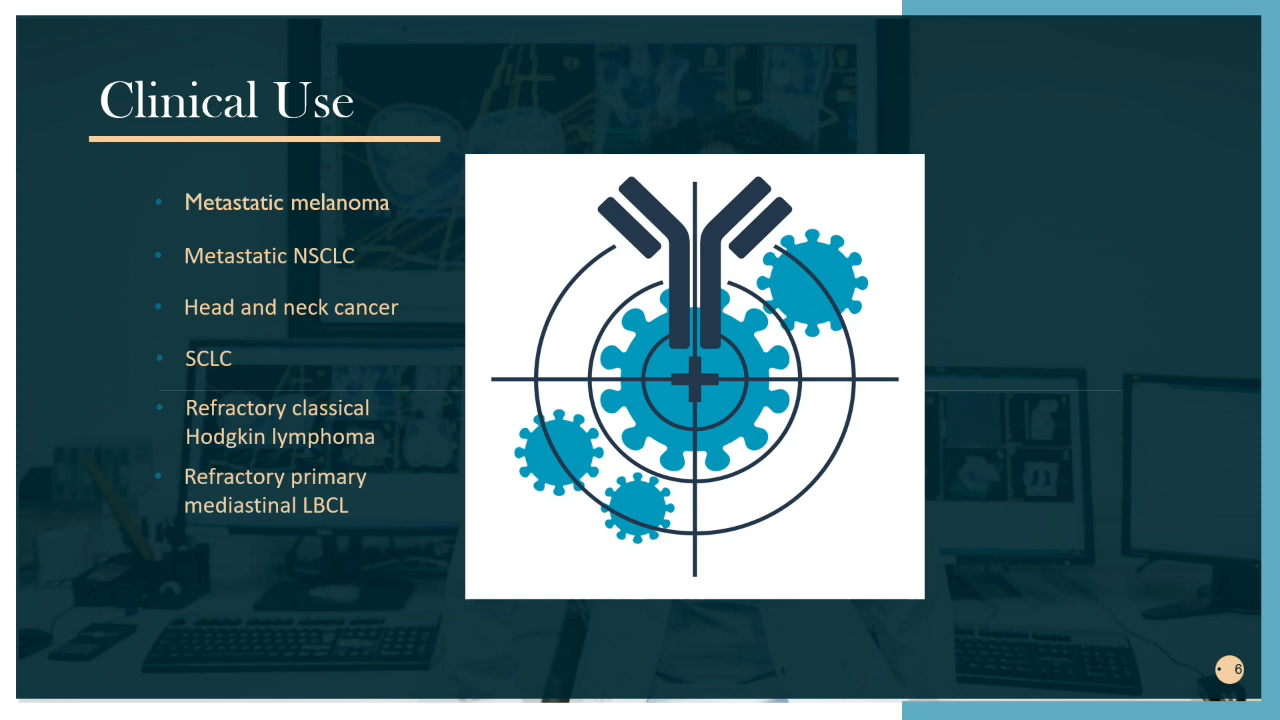 Clinical Use
• Metastatic melanoma
• Metastatic NSCLC
• Head and neck cancer
• SCLC
• Refractory classical
Hodgkin lymphoma
• Refractory primary
mediastinal LBCL
• 6